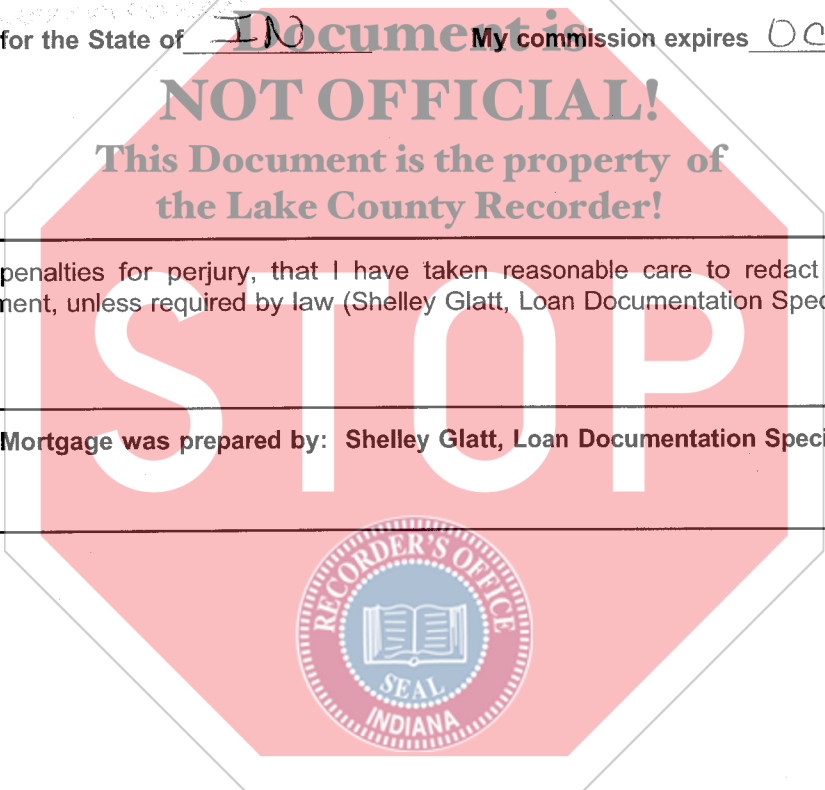 for the State of IN My commission expires OC
Document is
NOT OFFICIAL!
This Document is the property of
the Lake County Recorder!
penalties for perjury, that I have taken reasonable care to redact
ment, unless required by law (Shelley Glatt, Loan Documentation Spec
STOP
Mortgage was prepared by: Shelley Glatt, Loan Documentation Speci
RECORDER'S OFFICE
SEAL
INDIANA